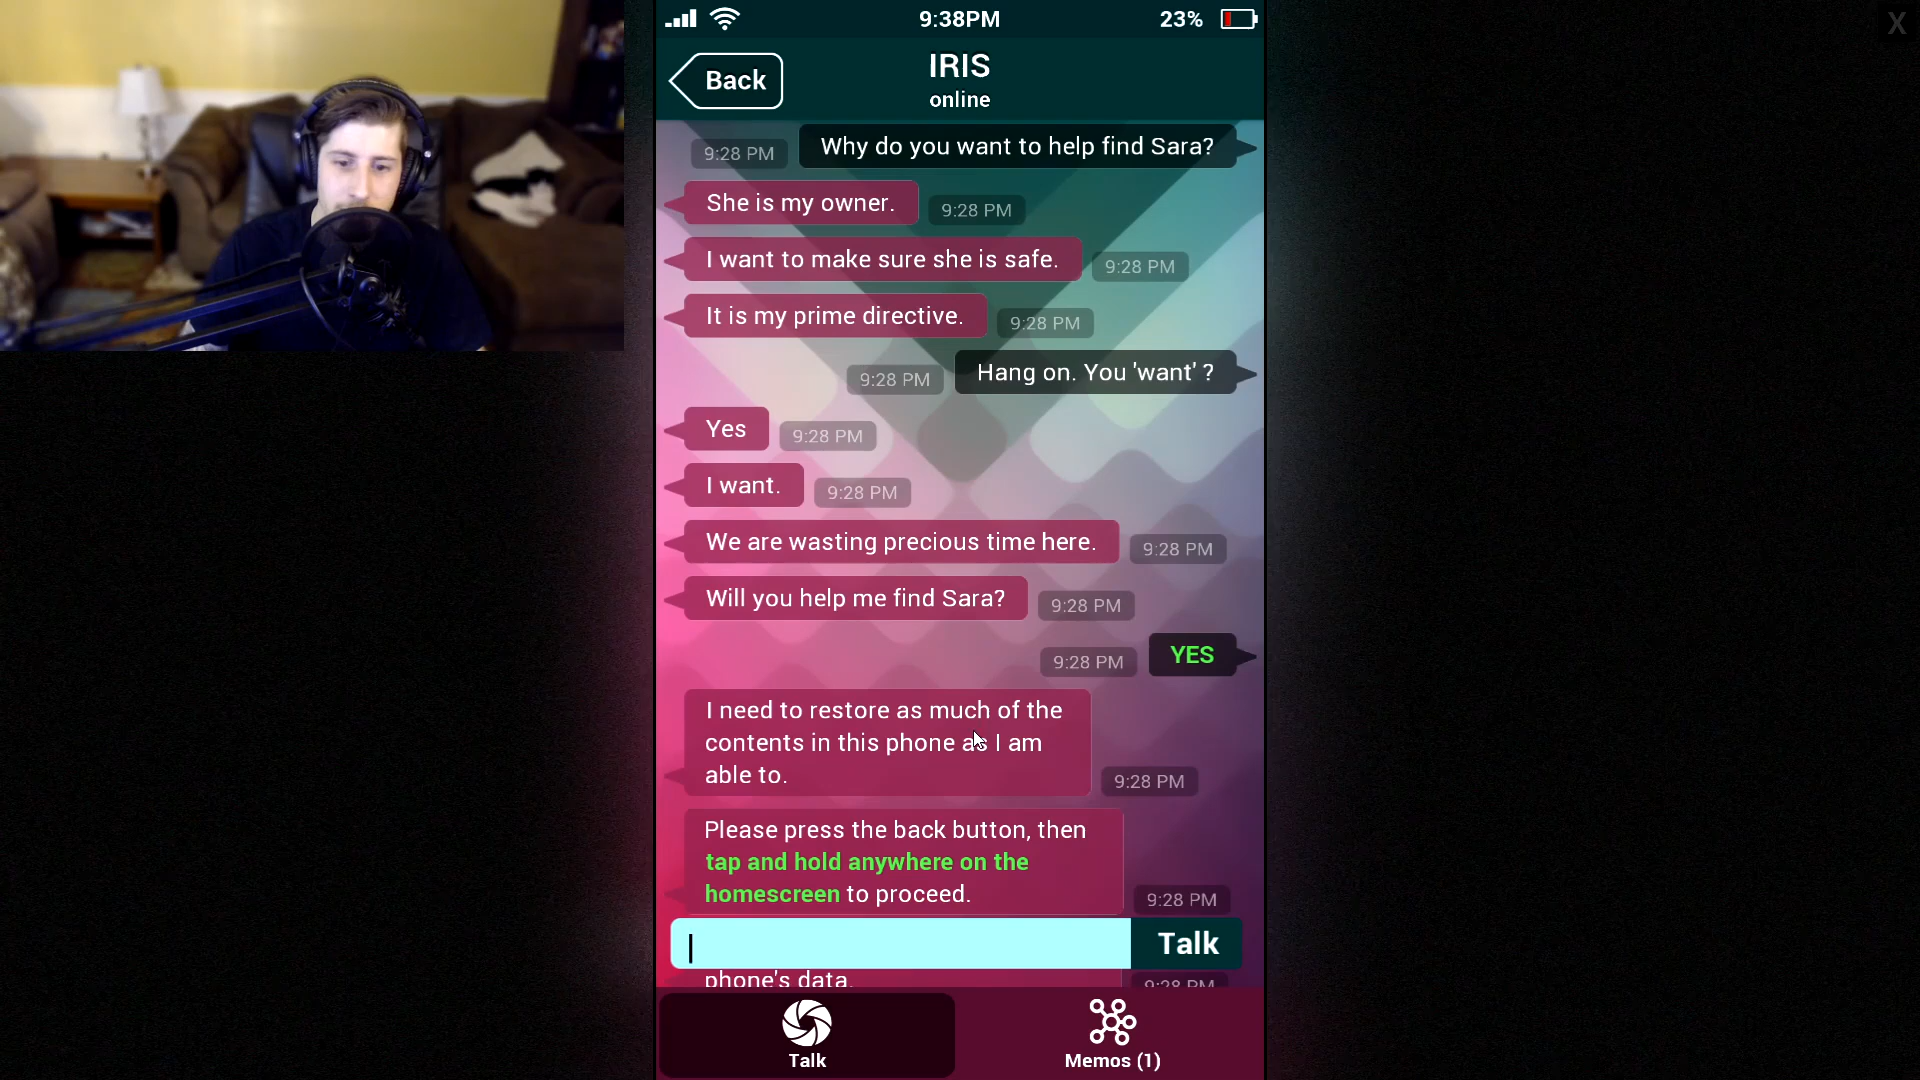 9:38PM
23%
X
Back
IRIS
online
9:28 PM
Why do you want to help find Sara?
She is my owner.
9:28 PM
I want to make sure she is safe.
9:28 PM
It is my prime directive.
9:28 PM
9:28 PM
Hang on. You 'want' ?
Yes
9:28 PM
I want.
9:28 PM
We are wasting precious time here.
9:28 PM
Will you help me find Sara?
9:28 PM
9:28 PM
YES
I need to restore as much of the
contents in this phone as I am
able to.
9:28 PM
Please press the back button, then
tap and hold anywhere on the
homescreen to proceed.
9:28 PM
Talk
phone's data.
9:28 PM
Talk
Memos (1)